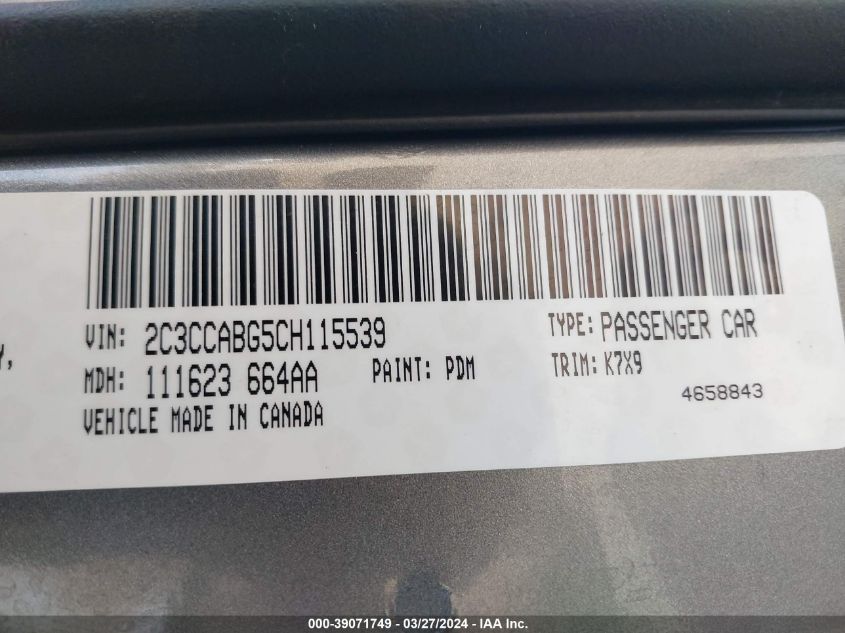 VIN: 2C3CCABG5CH115539 TYPE: PASSENGER CAR
Y, MDH: 111623 664AA PAINT: PDM TRIM: K7X9
4658843
VEHICLE MADE IN CANADA
000-39071749 | 03/27/2024 | IAA Inc.